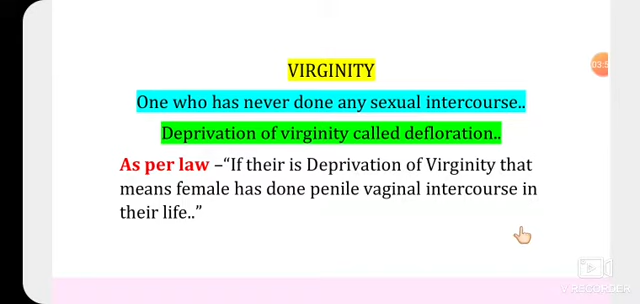 VIRGINITY
One who has never done any sexual intercourse..
Deprivation of virginity called defloration..
As per law –“If their is Deprivation of Virginity that
means female has done penile vaginal intercourse in
their life..”
V RECORDER